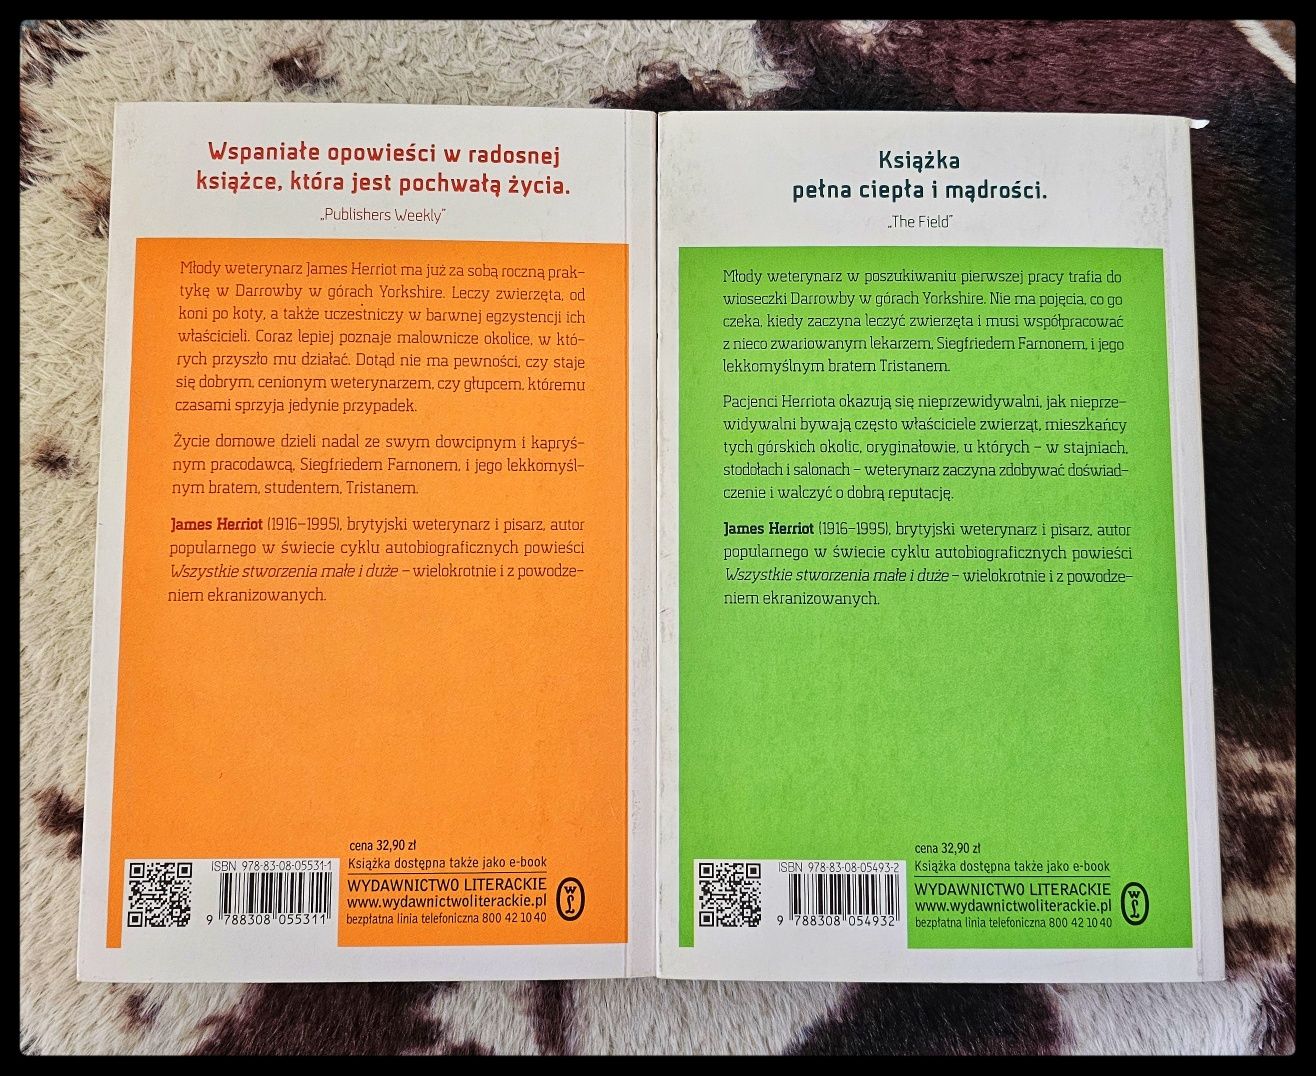 Wspaniałe opowieści w radosnej
książce, która jest pochwałą życia.
„Publishers Weekly”
Młody weterynarz James Herriot ma już za sobą roczną prak-
tykę w Darrowby w górach Yorkshire. Leczy zwierzęta, od
koni po koty, a także uczestniczy w barwnej egzystencji ich
właścicieli. Coraz lepiej poznaje malownicze okolice, w któ-
rych przyszło mu działać. Dotąd nie ma pewności, czy staje
się dobrym, cenionym weterynarzem, czy głupcem, któremu
czasami sprzyja jedynie przypadek.
Życie domowe dzieli nadal ze swym dowcipnym i kapryś-
nym pracodawcą, Siegfriedem Farnonem, i jego lekkomyśl-
nym bratem, studentem, Tristanem.
James Herriot (1916–1995), brytyjski weterynarz i pisarz, autor
popularnego w świecie cyklu autobiograficznych powieści
Wszystkie stworzenia małe i duże – wielokrotnie i z powodze-
niem ekranizowanych.
cena 32,90 zł
Książka dostępna także jako e-book
WYDAWNICTWO LITERACKIE
www.wydawnictwoliterackie.pl
bezpłatna linia telefoniczna 800 42 10 40
ISBN 978-83-08-05531-1
9 788308 055311
Książka
pełna ciepła i mądrości.
„The Field”
Młody weterynarz w poszukiwaniu pierwszej pracy trafia do
wioseczki Darrowby w górach Yorkshire. Nie ma pojęcia, co go
czeka, kiedy zaczyna leczyć zwierzęta i musi współpracować
z nieco zwariowanym lekarzem, Siegfriedem Farnonem, i jego
lekkomyślnym bratem Tristanem.
Pacjenci Herriota okazują się nieprzewidywalni, jak nieprze-
widywalni bywają często właściciele zwierząt, mieszkańcy
tych górskich okolic, oryginałowie, u których – w stajniach,
stodołach i salonach – weterynarz zaczyna zdobywać doświad-
czenie i walczyć o dobrą reputację.
James Herriot (1916–1995), brytyjski weterynarz i pisarz, autor
popularnego w świecie cyklu autobiograficznych powieści
Wszystkie stworzenia małe i duże – wielokrotnie i z powodze-
niem ekranizowanych.
cena 32,90 zł
Książka dostępna także jako e-book
WYDAWNICTWO LITERACKIE
www.wydawnictwoliterackie.pl
bezpłatna linia telefoniczna 800 42 10 40
ISBN 978-83-08-05493-2
9 788308 054932